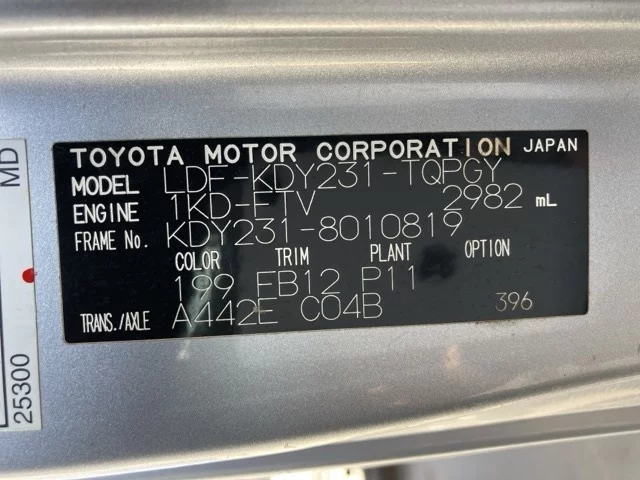 TOYOTA MOTOR CORPORATION JAPAN
MODEL LDF-KDY231-TQPGY
ENGINE 1KD-FTV 2982 mL
FRAME No. KDY231-8010819
COLOR TRIM PLANT OPTION
199 FB12 P11
TRANS./AXLE A442E C04B 396
MD
25300